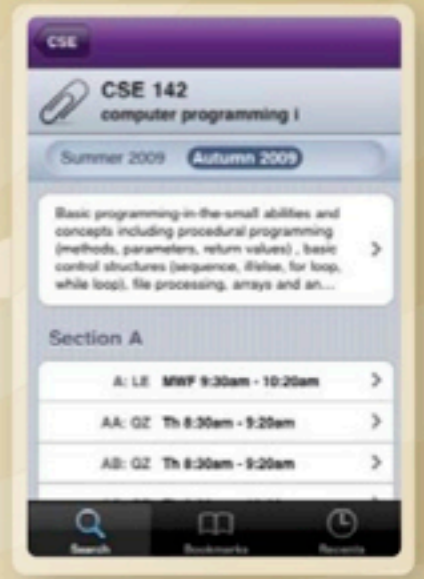 CSE
CSE 142
computer programming i
Summer 2009 Autumn 2009
Basic programming-in-the-small abilities and
concepts including procedural programming
(methods, parameters, return values) , basic
control structures (sequence, if/else, for loop,
while loop), file processing, arrays and an...
Section A
A: LE MWF 9:30am - 10:20am
AA: QZ Th 8:30am - 9:20am
AB: QZ Th 8:30am - 9:20am
Search Bookmarks Recents